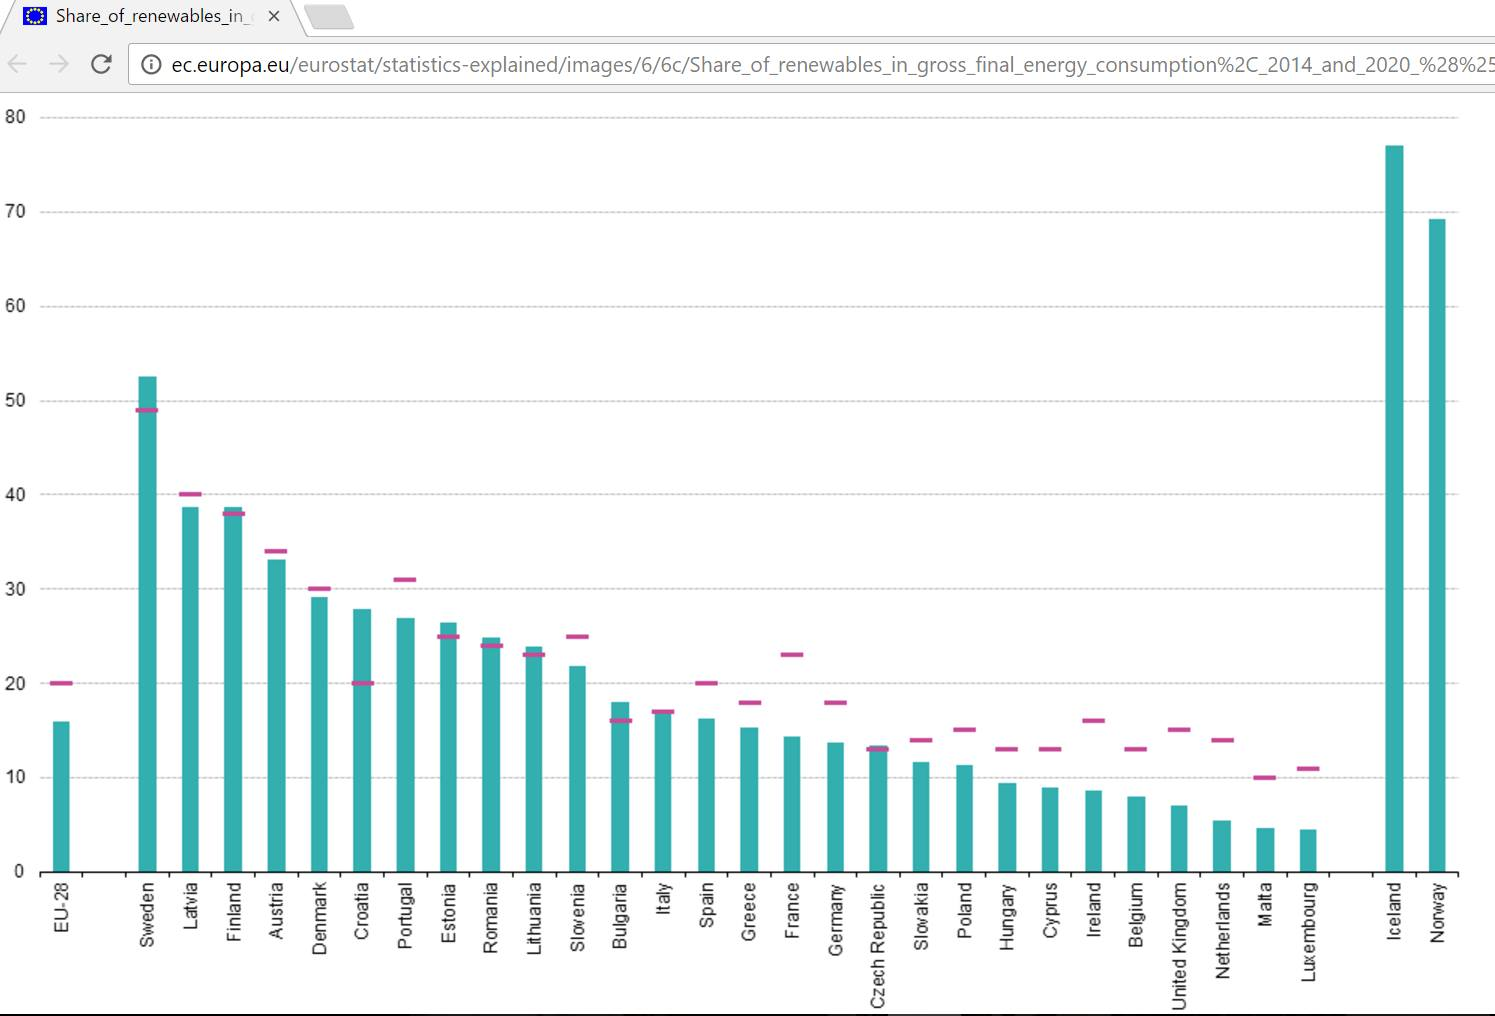 Share_of_renewables_in_
ec.europa.eu/eurostat/statistics-explained/images/6/6c/Share_of_renewables_in_gross_final_energy_consumption%2C_2014_and_2020_%28%25
80
70
60
50
40
30
20
10
0
EU-28
Sweden
Latvia
Finland
Austria
Denmark
Croatia
Portugal
Estonia
Romania
Lithuania
Slovenia
Bulgaria
Italy
Spain
Greece
France
Germany
Czech Republic
Slovakia
Poland
Hungary
Cyprus
Ireland
Belgium
United Kingdom
Netherlands
Malta
Luxembourg
Iceland
Norway